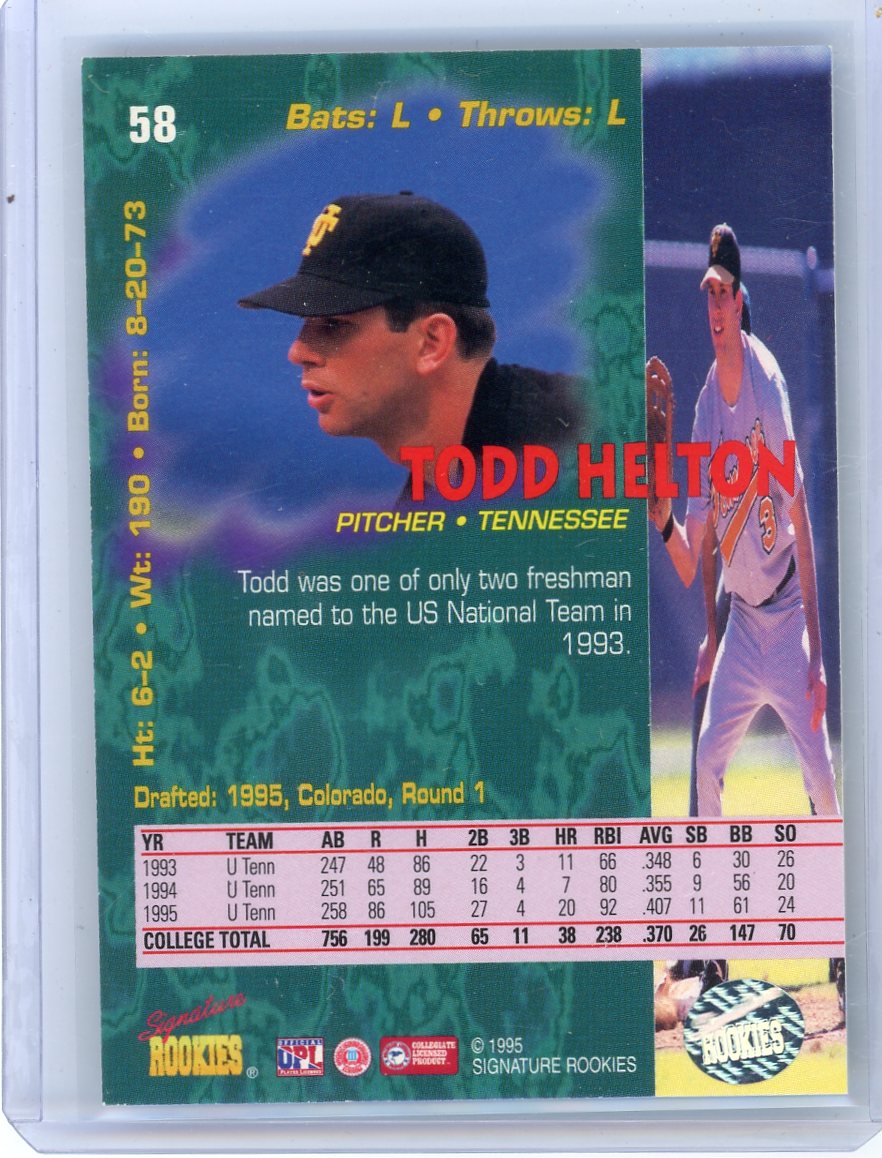 58
Bats: L • Throws: L
Ht: 6-2 • Wt: 190 • Born: 8-20-73
TODD HELTON
PITCHER • TENNESSEE
3
Todd was one of only two freshman
named to the US National Team in
1993.
Drafted: 1995, Colorado, Round 1
YR TEAM AB R H 2B 3B HR RBI AVG SB BB SO
1993 U Tenn 247 48 86 22 3 11 66 .348 6 30 26
1994 U Tenn 251 65 89 16 4 7 80 .355 9 56 20
1995 U Tenn 258 86 105 27 4 20 92 .407 11 61 24
COLLEGE TOTAL 756 199 280 65 11 38 238 .370 26 147 70
Signature
ROOKIES®
OFFICIAL
UPL
PLAYER LICENSEE
COLLEGIATE
LICENSED
PRODUCT
© 1995
SIGNATURE ROOKIES
ROOKIES